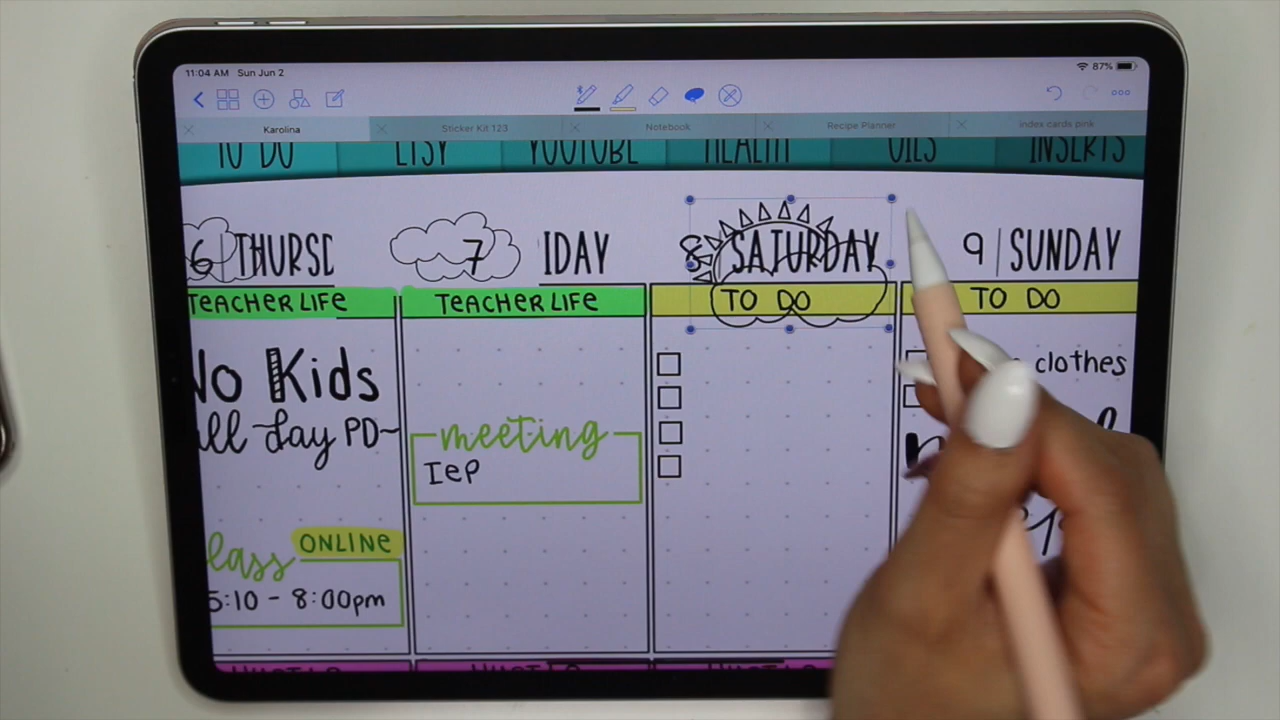 11:04 AM Sun Jun 2 87%
Karolina Sticker Kit 123 Notebook Recipe Planner index cards pink
TO DO ETSY YOUTUBE HEALTH OILS INSERTS
6 THURSD 7 IDAY 8 SATURDAY 9 SUNDAY
TEACHER LIFE TEACHER LIFE TO DO TO DO
No Kids
clothes
all day PD~
meeting
IEP
ONLINE
lass
5:10 - 8:00pm